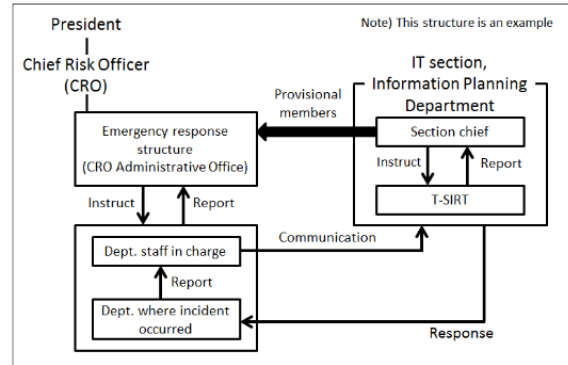 President
Note) This structure is an example
Chief Risk Officer
(CRO)
IT section,
Information Planning
Department
Provisional
members
Emergency response
structure
(CRO Administrative Office)
Section chief
Instruct
Report
T-SIRT
Instruct
Report
Dept. staff in charge
Communication
Report
Dept. where incident
occurred
Response